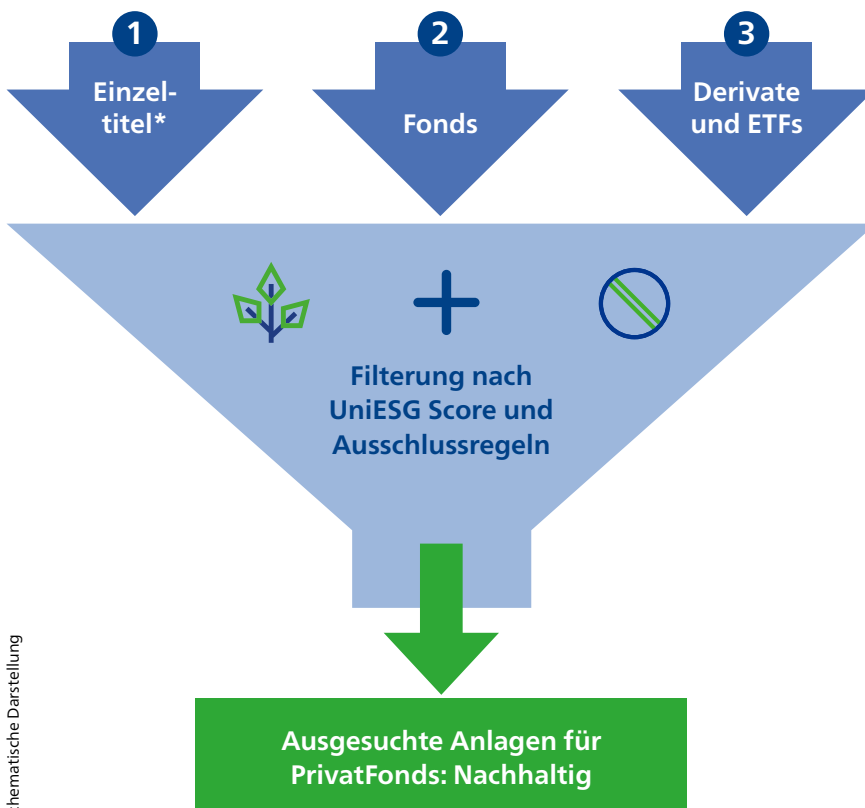 1
Einzel-
titel*
2
Fonds
3
Derivate
und ETFs
Filterung nach
UniESG Score und
Ausschlussregeln
Ausgesuchte Anlagen für
PrivatFonds: Nachhaltig
chematische Darstellung